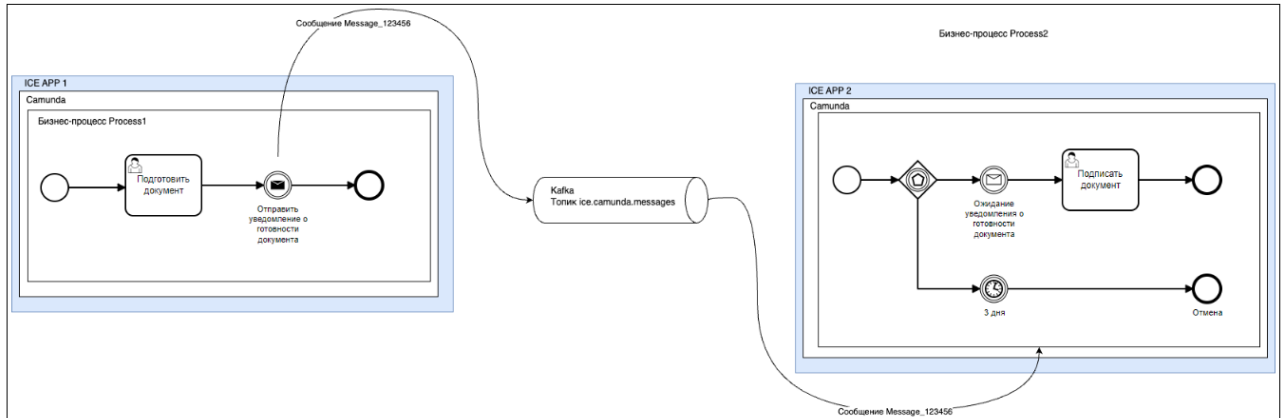 Сообщение Message_123456
Бизнес-процесс Process2
ICE APP 1
Camunda
Бизнес-процесс Process1
Подготовить
документ
Отправить
уведомление о
готовности
документа
Kafka
Топик ice.camunda.messages
ICE APP 2
Camunda
Ожидание
уведомления о
готовности
документа
Подписать
документ
3 дня
Отмена
Сообщение Message_123456